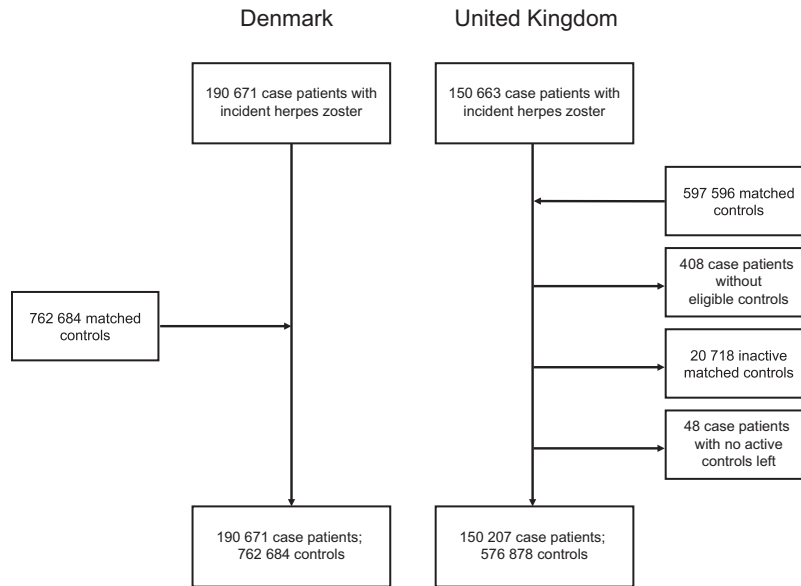 Denmark
United Kingdom
190 671 case patients with
incident herpes zoster
150 663 case patients with
incident herpes zoster
597 596 matched
controls
408 case patients
without
eligible controls
762 684 matched
controls
20 718 inactive
matched controls
48 case patients
with no active
controls left
190 671 case patients;
762 684 controls
150 207 case patients;
576 878 controls